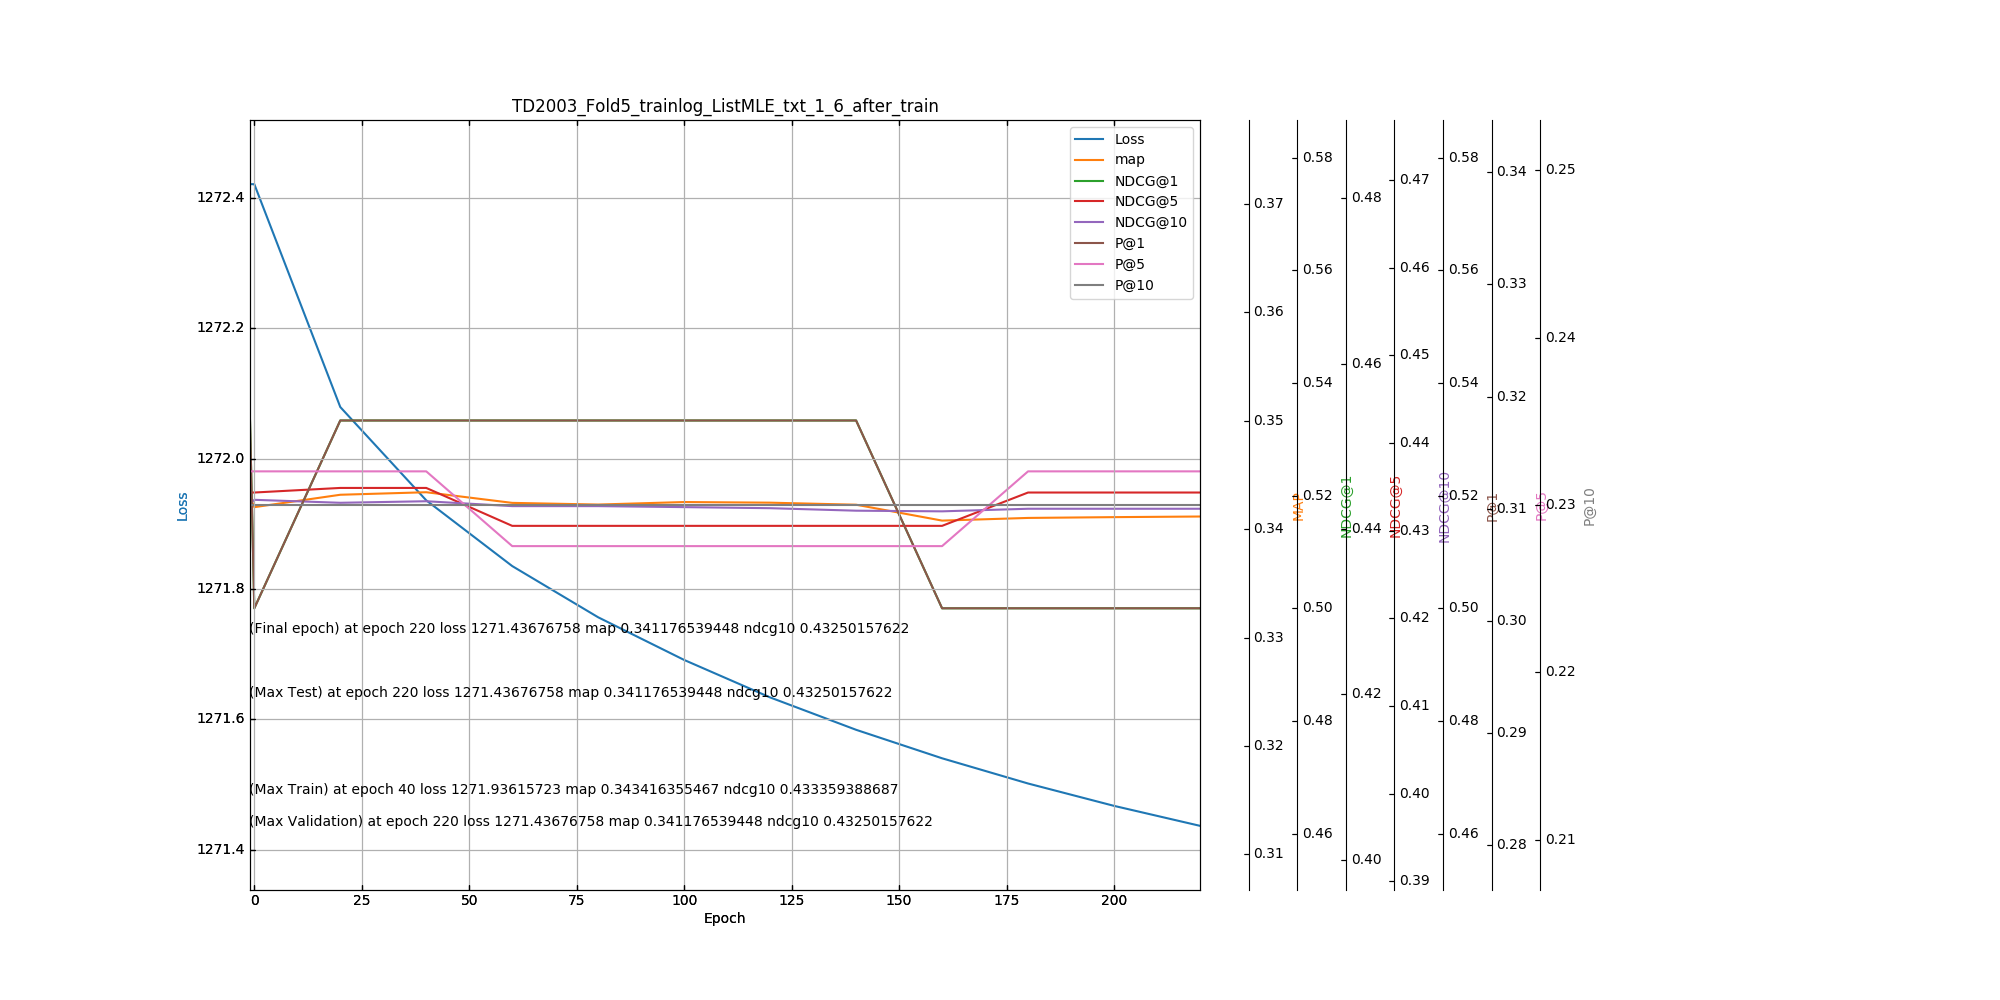 TD2003_Fold5_trainlog_ListMLE_txt_1_6_after_train
Loss
map
NDCG@1
NDCG@5
NDCG@10
P@1
P@5
P@10
1272.4
1272.2
1272.0
1271.8
1271.6
1271.4
Loss
(Final epoch) at epoch 220 loss 1271.43676758 map 0.341176539448 ndcg10 0.43250157622
(Max Test) at epoch 220 loss 1271.43676758 map 0.341176539448 ndcg10 0.43250157622
(Max Train) at epoch 40 loss 1271.93615723 map 0.343416355467 ndcg10 0.433359388687
(Max Validation) at epoch 220 loss 1271.43676758 map 0.341176539448 ndcg10 0.43250157622
0 25 50 75 100 125 150 175 200
Epoch
0.37
0.36
0.35
0.34
0.33
0.32
0.31
MAP
0.58
0.56
0.54
0.52
0.50
0.48
0.46
NDCG@1
0.48
0.46
0.44
0.42
0.40
NDCG@5
0.47
0.46
0.45
0.44
0.43
0.42
0.41
0.40
0.39
NDCG@10
0.58
0.56
0.54
0.52
0.50
0.48
0.46
P@1
0.34
0.33
0.32
0.31
0.30
0.29
0.28
P@5
0.25
0.24
0.23
0.22
0.21
P@10